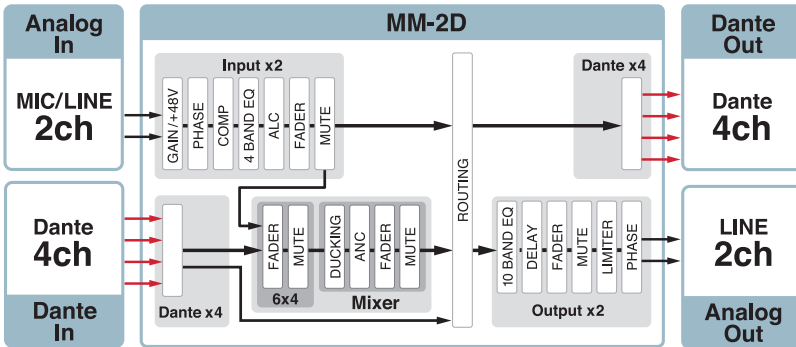 Analog
In
MIC/LINE
2ch
Dante
4ch
Dante
In
MM-2D
Input x2
GAIN/+48V
PHASE
COMP
4 BAND EQ
ALC
FADER
MUTE
Dante x4
FADER
MUTE
6x4
DUCKING
ANC
FADER
MUTE
Mixer
ROUTING
Dante x4
10 BAND EQ
DELAY
FADER
MUTE
LIMITER
PHASE
Output x2
Dante
Out
Dante
4ch
LINE
2ch
Analog
Out